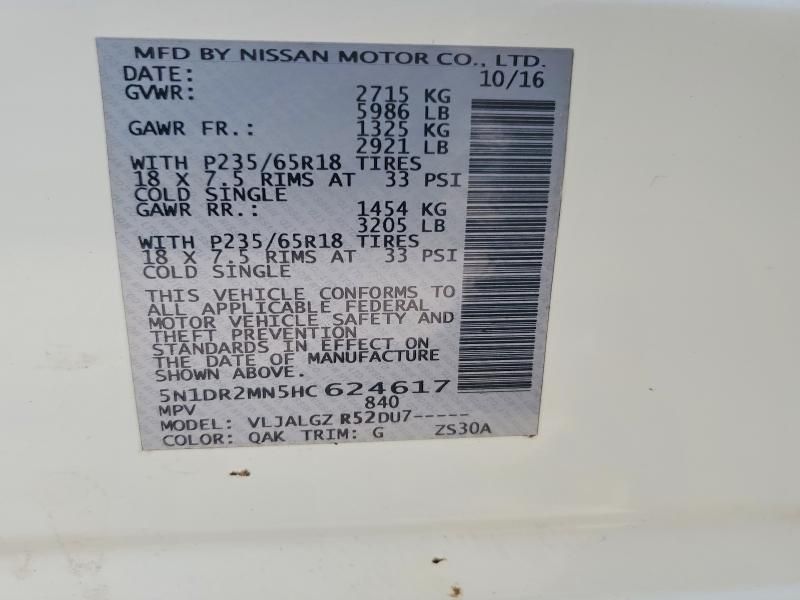 MFD BY NISSAN MOTOR CO., LTD.
DATE: 10/16
GVWR: 2715 KG
5986 LB
GAWR FR.: 1325 KG
2921 LB
WITH P235/65R18 TIRES
18 X 7.5 RIMS AT 33 PSI
COLD SINGLE
GAWR RR.: 1454 KG
3205 LB
WITH P235/65R18 TIRES
18 X 7.5 RIMS AT 33 PSI
COLD SINGLE
THIS VEHICLE CONFORMS TO
ALL APPLICABLE FEDERAL
MOTOR VEHICLE SAFETY AND
THEFT PREVENTION
STANDARDS IN EFFECT ON
THE DATE OF MANUFACTURE
SHOWN ABOVE.
5N1DR2MN5HC 624617
MPV 840
MODEL: VLJALGZ R52DU7-----
COLOR: QAK TRIM: G ZS30A